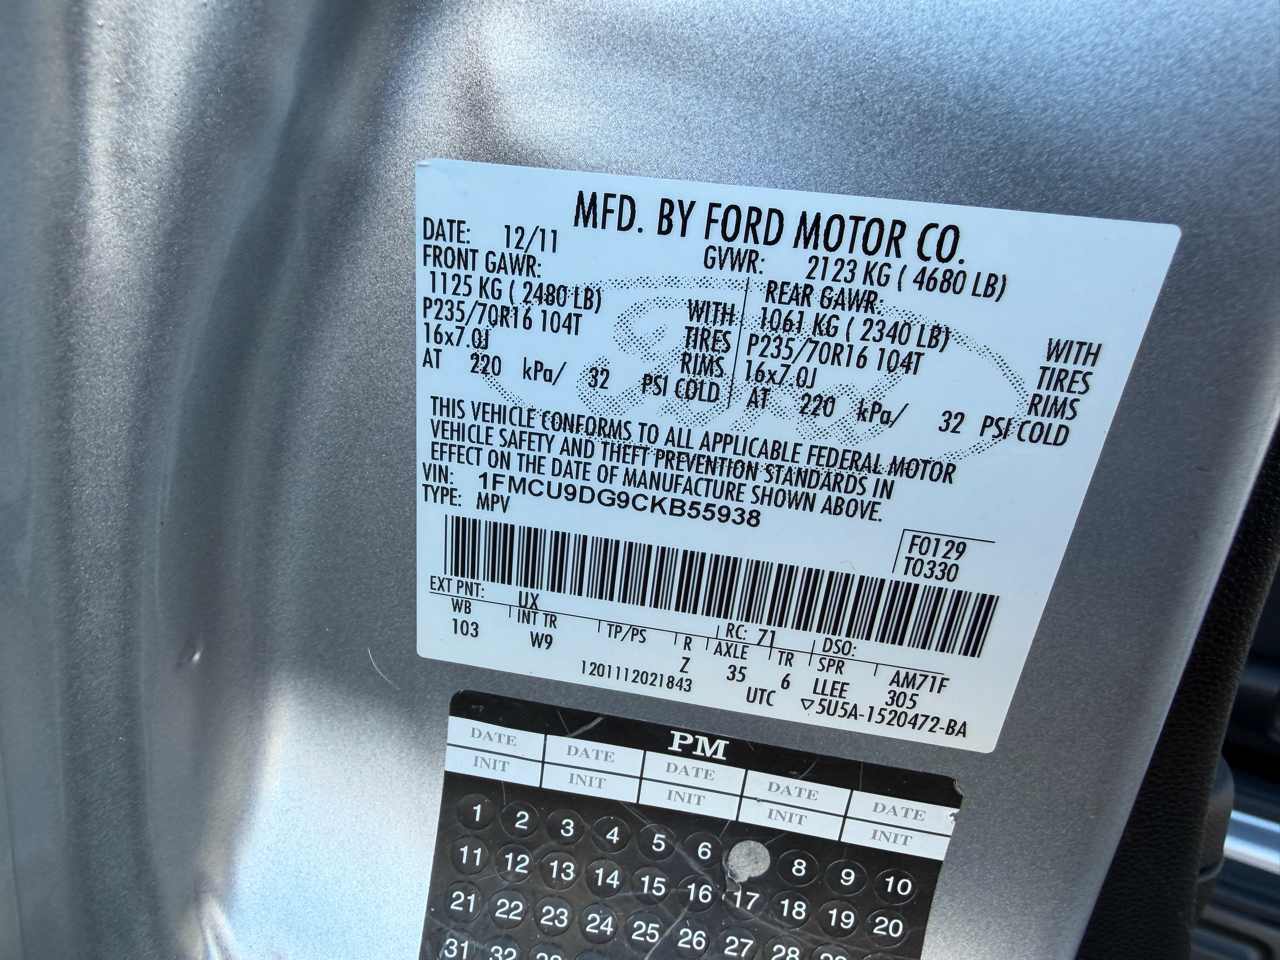 MFD. BY FORD MOTOR CO.
DATE: 12/11
GVWR: 2123 KG ( 4680 LB)
FRONT GAWR:
1125 KG ( 2480 LB) WITH
P235/70R16 104T TIRES
16x7.0J RIMS
AT 220 kPa/ 32 PSI COLD
REAR GAWR:
1061 KG ( 2340 LB) WITH
P235/70R16 104T TIRES
16x7.0J RIMS
AT 220 kPa/ 32 PSI COLD
THIS VEHICLE CONFORMS TO ALL APPLICABLE FEDERAL MOTOR
VEHICLE SAFETY AND THEFT PREVENTION STANDARDS IN
EFFECT ON THE DATE OF MANUFACTURE SHOWN ABOVE.
VIN: 1FMCU9DG9CKB55938
TYPE: MPV
F0129
T0330
EXT PNT: UX RC: 71 DSO:
WB INT TR TP/PS R AXLE TR SPR AM71F
103 W9 Z 35 6 LLEE 305
1201112021843 UTC ▽5U5A-1520472-BA
PM
DATE DATE DATE DATE DATE
INIT INIT INIT INIT INIT
1 2 3 4 5 6 8 9 10
11 12 13 14 15 16 17 18 19 20
21 22 23 24 25 26 27 28
31 32